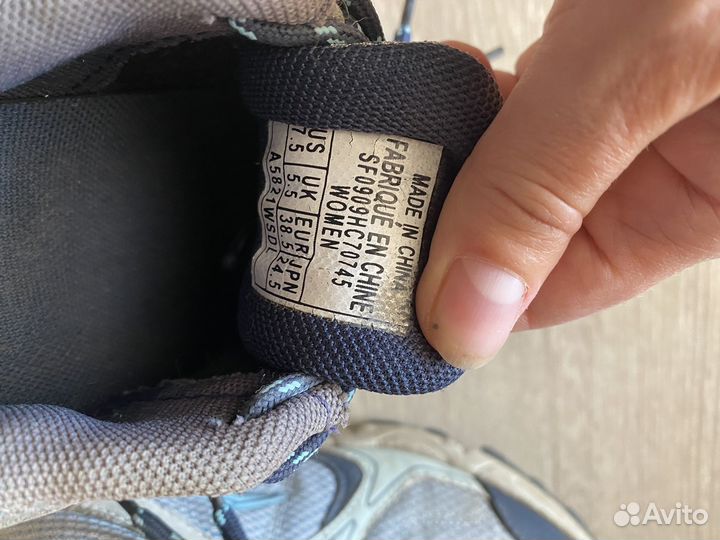 MADE IN CHINA
FABRIQUE EN CHINE
SF0909HC70745
WOMEN
US UK EUR JPN
7.5 5.5 38.5 24.5
A5821WSDL
Avito